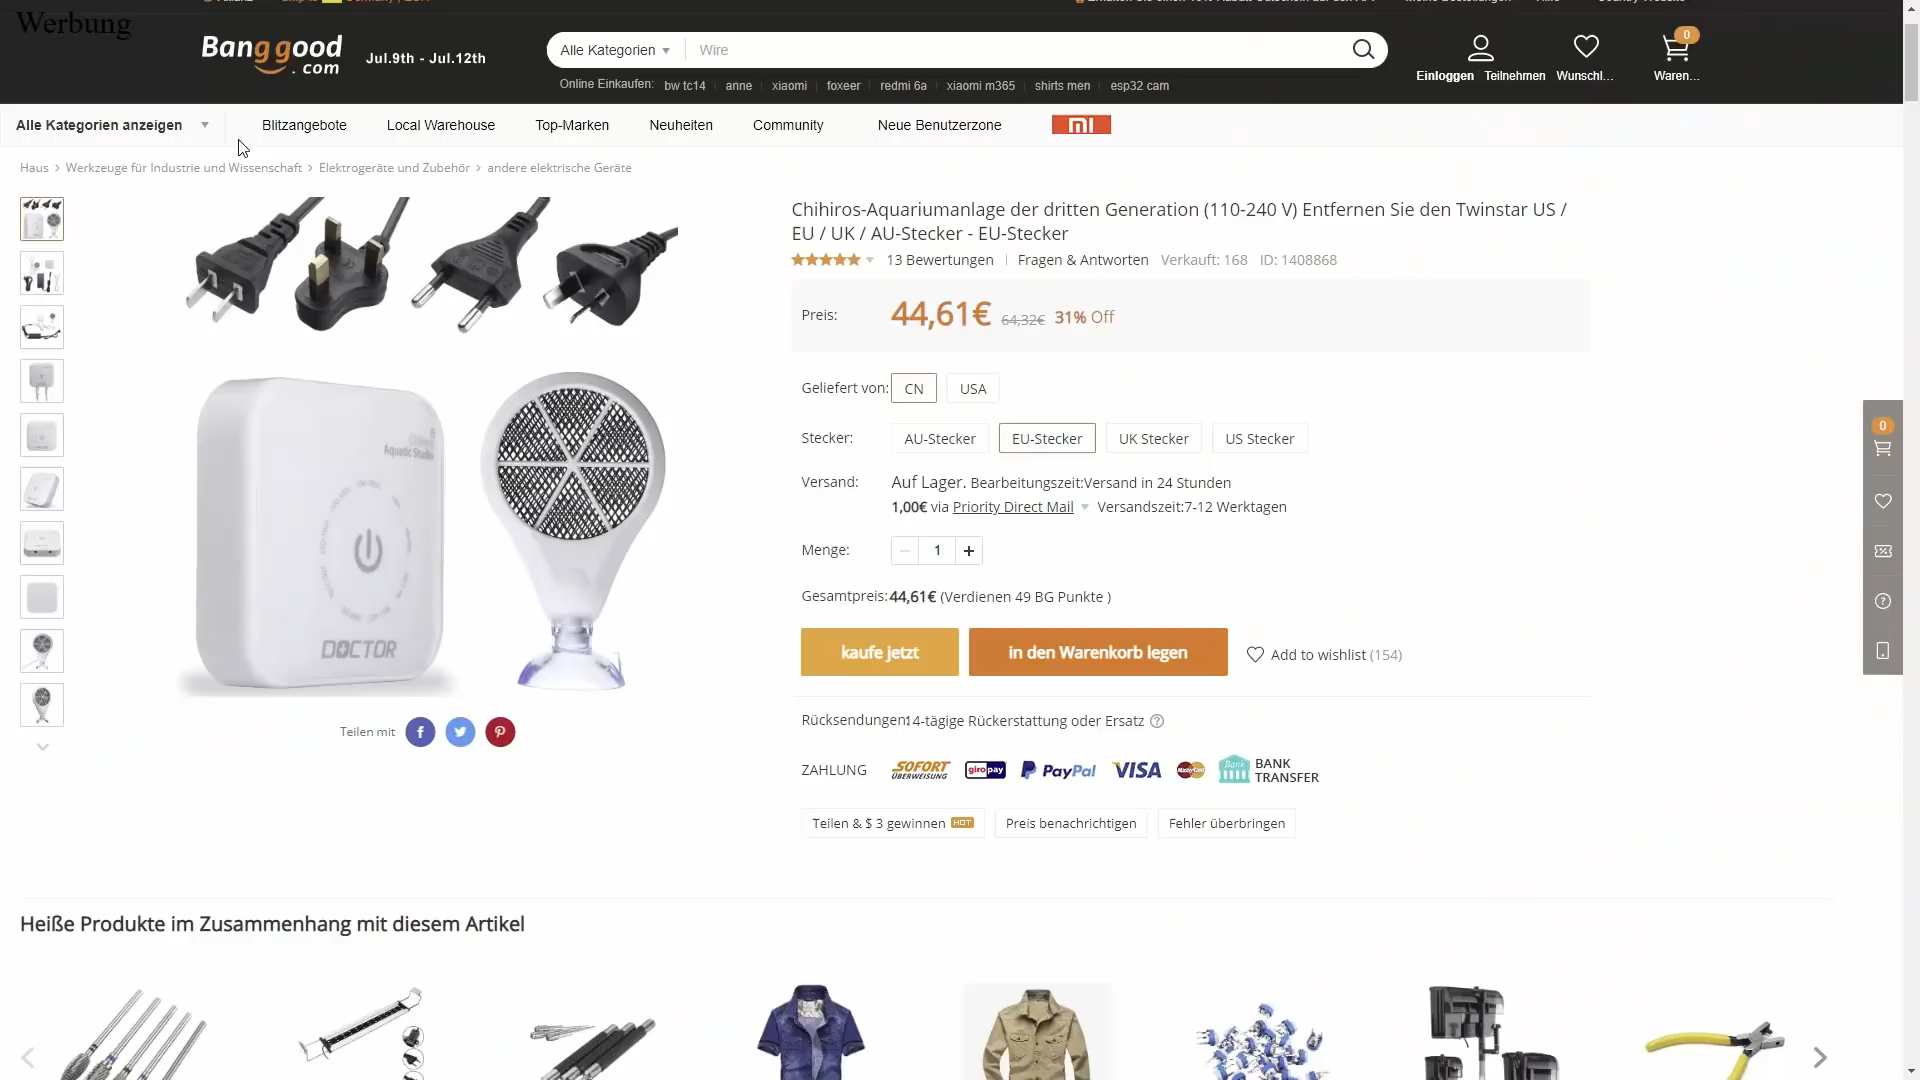 Werbung
Banggood.com
Jul.9th - Jul.12th
Alle Kategorien
Wire
Online Einkaufen: bw tc14 anne xiaomi foxeer redmi 6a xiaomi m365 shirts men esp32 cam
Einloggen Teilnehmen Wunschl... 0 Waren...
Alle Kategorien anzeigen Blitzangebote Local Warehouse Top-Marken Neuheiten Community Neue Benutzerzone mi
Haus > Werkzeuge für Industrie und Wissenschaft > Elektrogeräte und Zubehör > andere elektrische Geräte
Chihiros-Aquariumanlage der dritten Generation (110-240 V) Entfernen Sie den Twinstar US /
EU / UK / AU-Stecker - EU-Stecker
13 Bewertungen | Fragen & Antworten Verkauft: 168 ID: 1408868
Preis: 44,61€ 64,32€ 31% Off
Geliefert von: CN USA
Stecker: AU-Stecker EU-Stecker UK Stecker US Stecker
Versand: Auf Lager. Bearbeitungszeit:Versand in 24 Stunden
1,00€ via Priority Direct Mail Versandszeit:7-12 Werktagen
Menge: 1 +
Gesamtpreis: 44,61€ (Verdienen 49 BG Punkte )
kaufe jetzt in den Warenkorb legen Add to wishlist (154)
Rücksendungen: 14-tägige Rückerstattung oder Ersatz ?
ZAHLUNG SOFORT ÜBERWEISUNG giropay PayPal VISA MasterCard Bank BANK TRANSFER
Teilen & $ 3 gewinnen HOT Preis benachrichtigen Fehler überbringen
Aquatic Studio
DOCTOR
Teilen mit
0
Heiße Produkte im Zusammenhang mit diesem Artikel